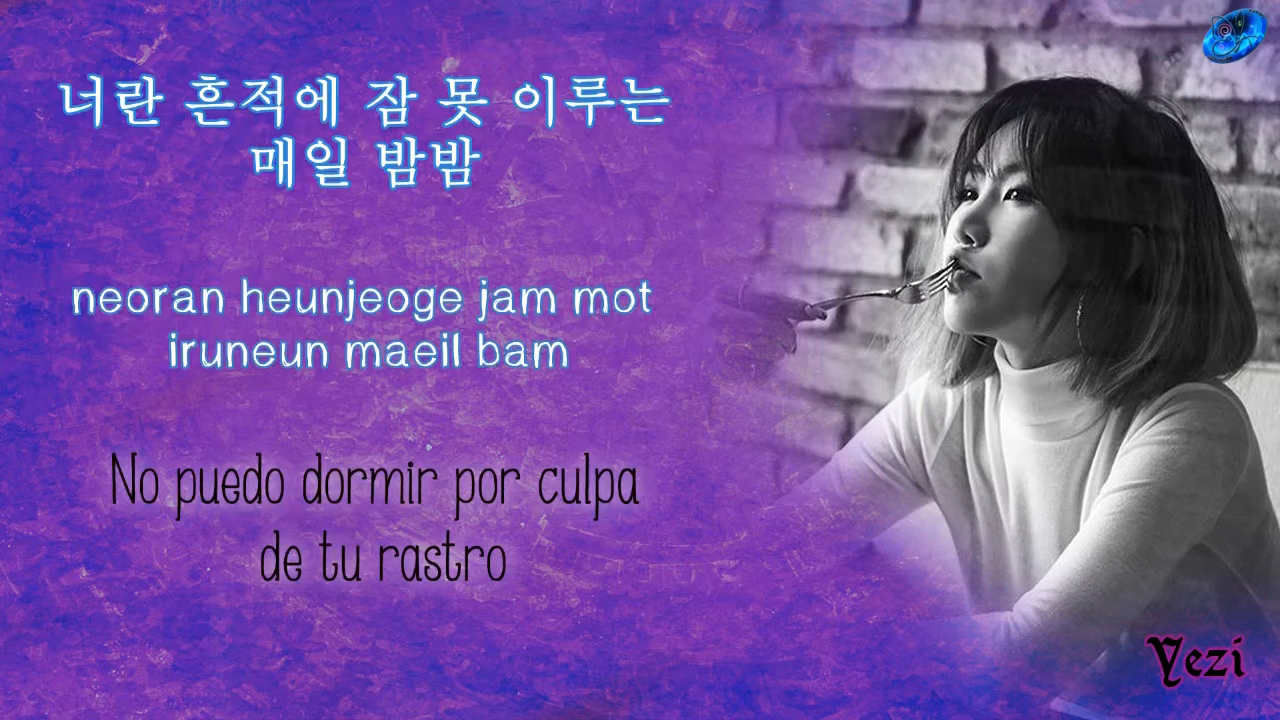 너란 흔적에 잠 못 이루는
매일 밤밤
neoran heunjeoge jam mot
iruneun maeil bam
No puedo dormir por culpa
de tu rastro
Yezi